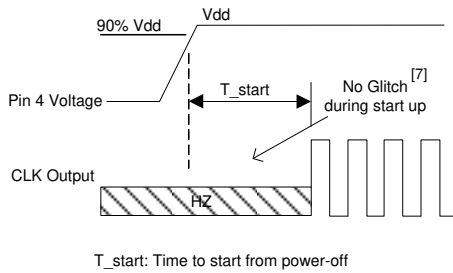 Vdd
90% Vdd
T_start
No Glitch [7]
during start up
Pin 4 Voltage
CLK Output
HZ
T_start: Time to start from power-off